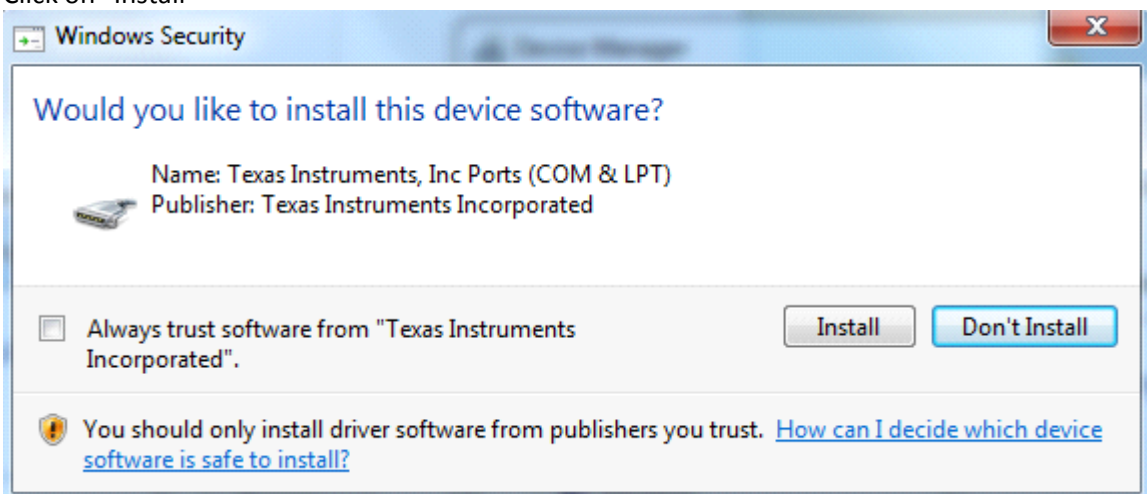 Windows Security
Device Manager
x
Would you like to install this device software?
Name: Texas Instruments, Inc Ports (COM & LPT)
Publisher: Texas Instruments Incorporated
Always trust software from "Texas Instruments
Incorporated".
Install
Don't Install
You should only install driver software from publishers you trust. How can I decide which device
software is safe to install?